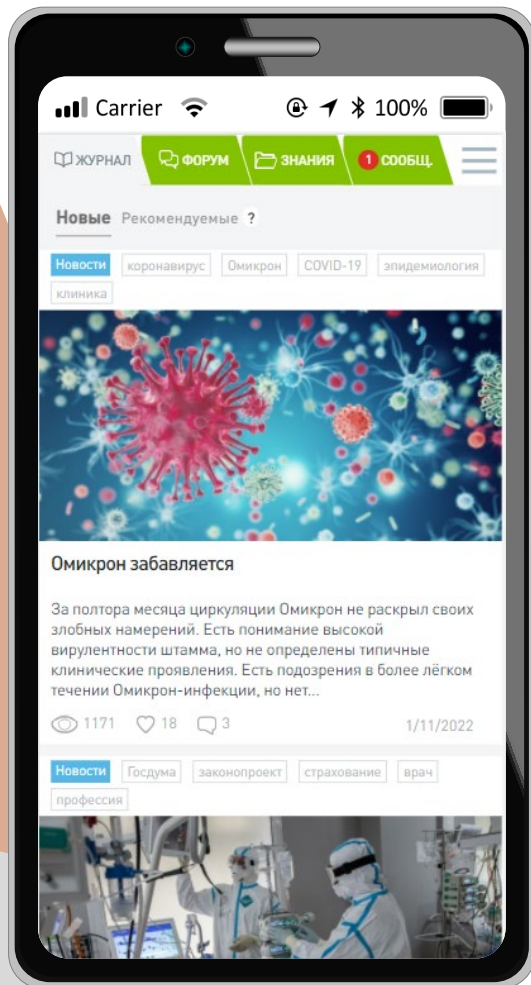 Carrier 100%
ЖУРНАЛ ФОРУМ ЗНАНИЯ 1 СООБЩ.
Новые Рекомендуемые ?
Новости коронавирус Омикрон COVID-19 эпидемиология
клиника
Омикрон забавляется
За полтора месяца циркуляции Омикрон не раскрыл своих
злобных намерений. Есть понимание высокой
вирулентности штамма, но не определены типичные
клинические проявления. Есть подозрения в более лёгком
течении Омикрон-инфекции, но нет...
1171 18 3 1/11/2022
Новости Госдума законопроект страхование врач
профессия